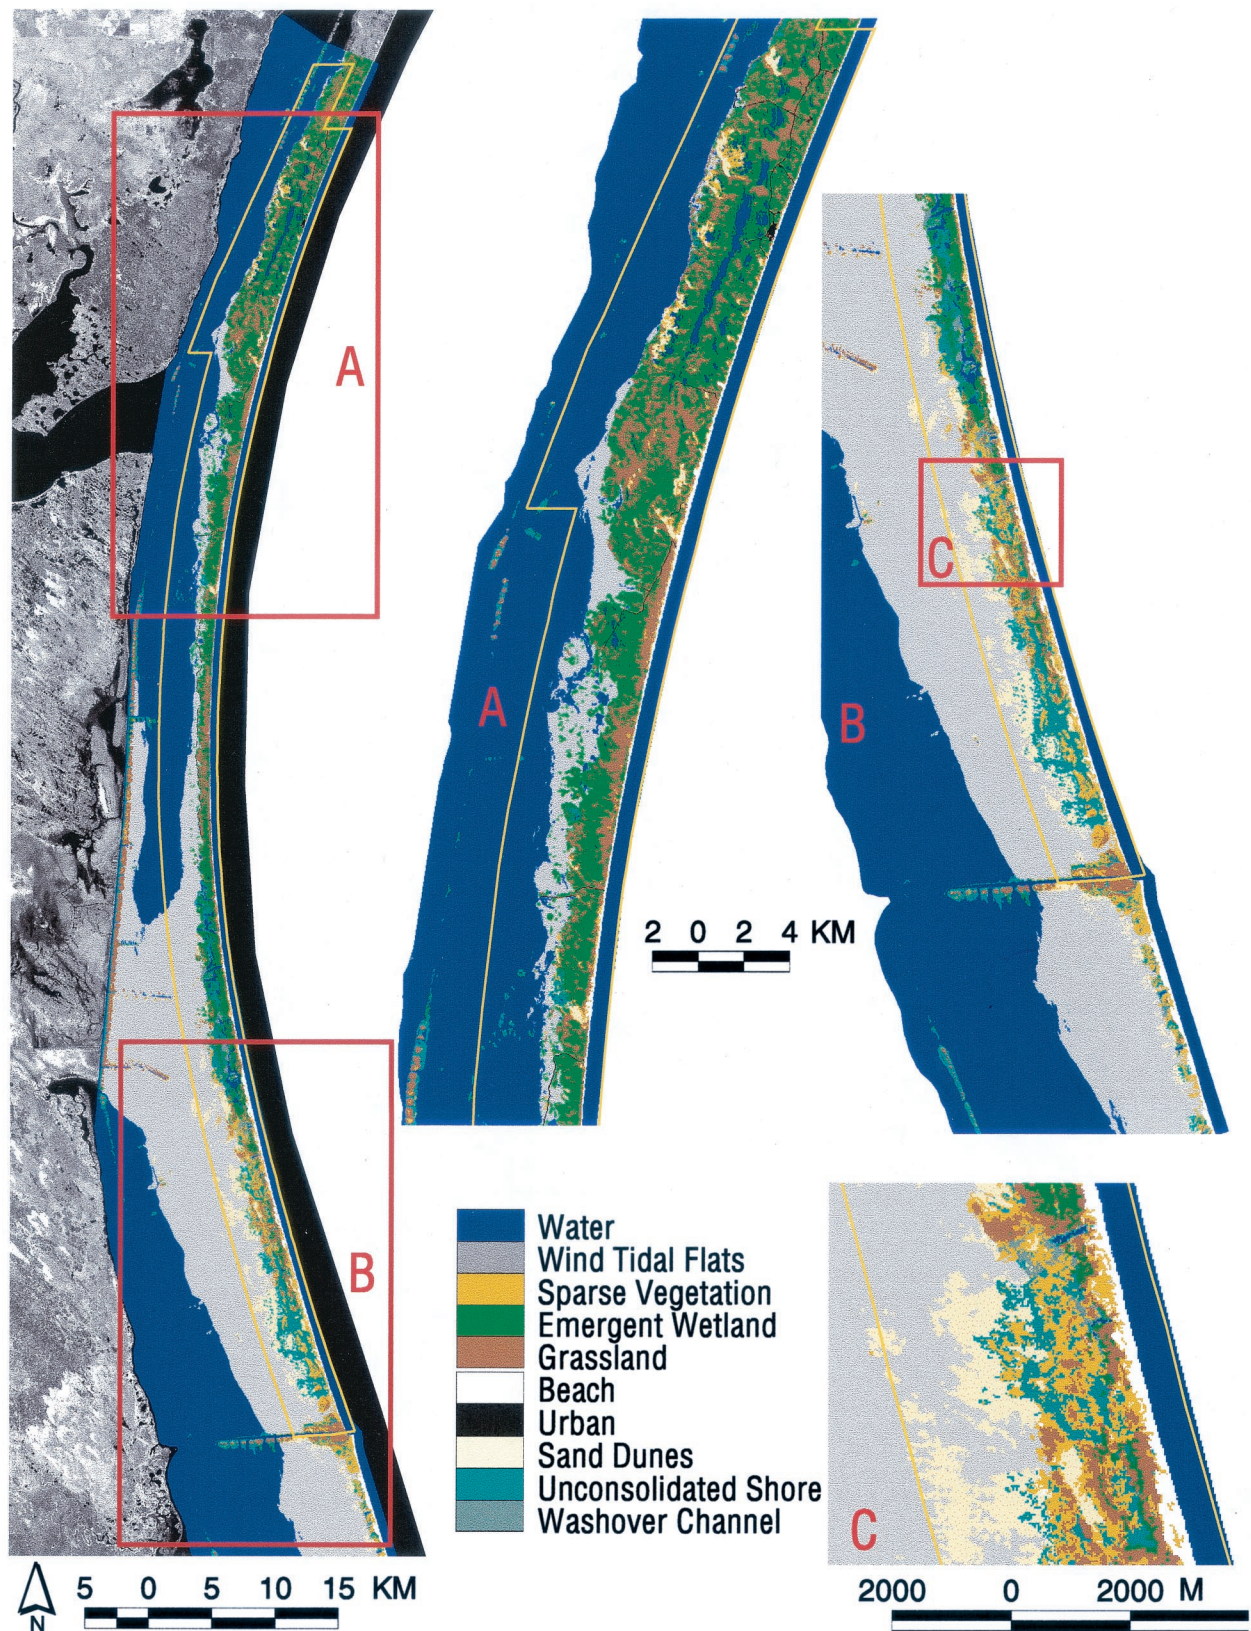 A
B
A
B
C
2 0 2 4 KM
Water
Wind Tidal Flats
Sparse Vegetation
Emergent Wetland
Grassland
Beach
Urban
Sand Dunes
Unconsolidated Shore
Washover Channel
C
N
5 0 5 10 15 KM
2000 0 2000 M